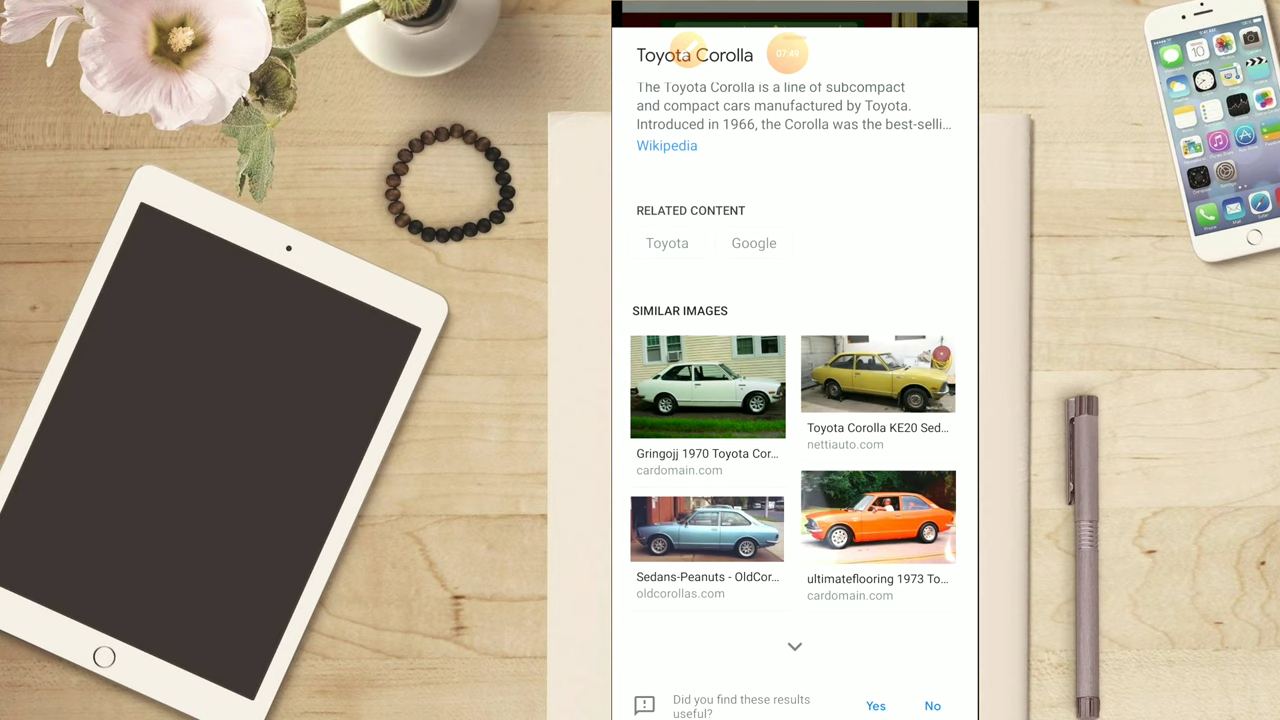 Toyota Corolla
07:49
The Toyota Corolla is a line of subcompact
and compact cars manufactured by Toyota.
Introduced in 1966, the Corolla was the best-selli...
Wikipedia
RELATED CONTENT
Toyota
Google
SIMILAR IMAGES
Gringojj 1970 Toyota Cor...
cardomain.com
Toyota Corolla KE20 Sed...
nettiauto.com
Sedans-Peanuts - OldCor...
oldcorollas.com
ultimateflooring 1973 To...
cardomain.com
Did you find these results
useful?
Yes
No